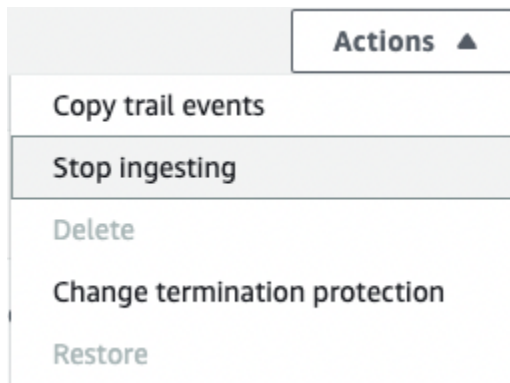 Actions ▲
Copy trail events
Stop ingesting
Delete
Change termination protection
Restore